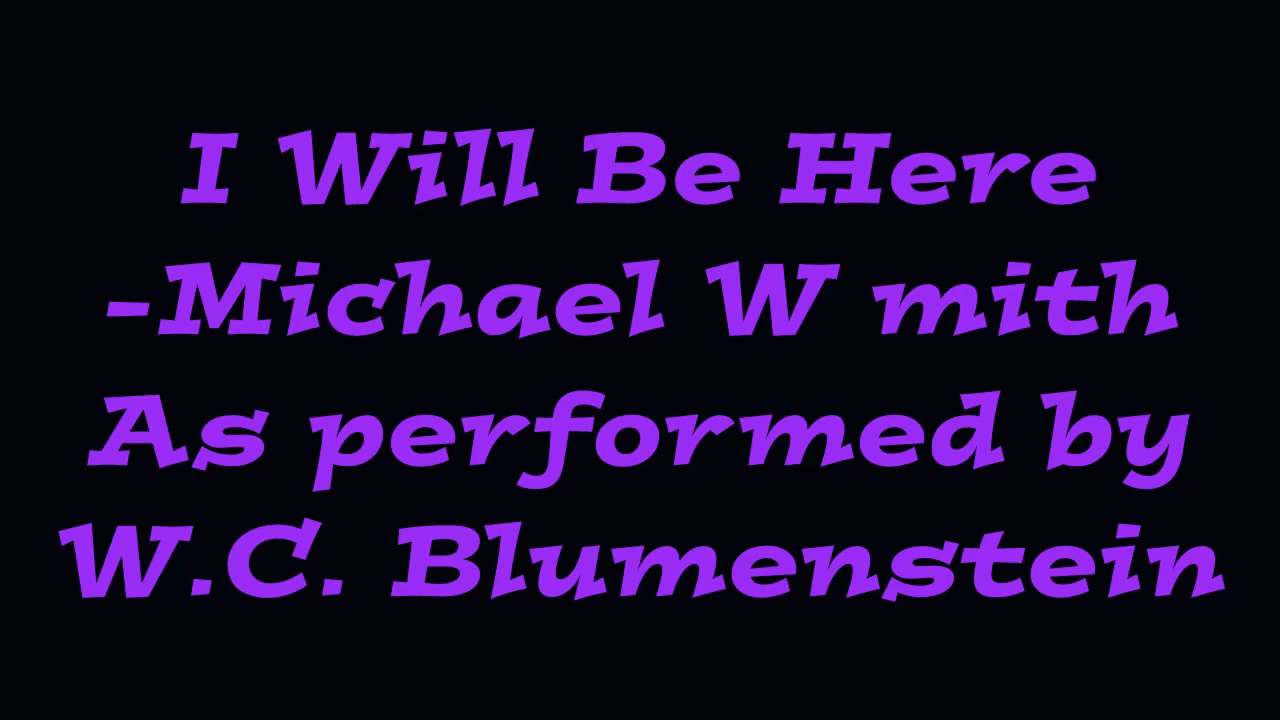 I Will Be Here
-Michael W mith
As performed by
W.C. Blumenstein